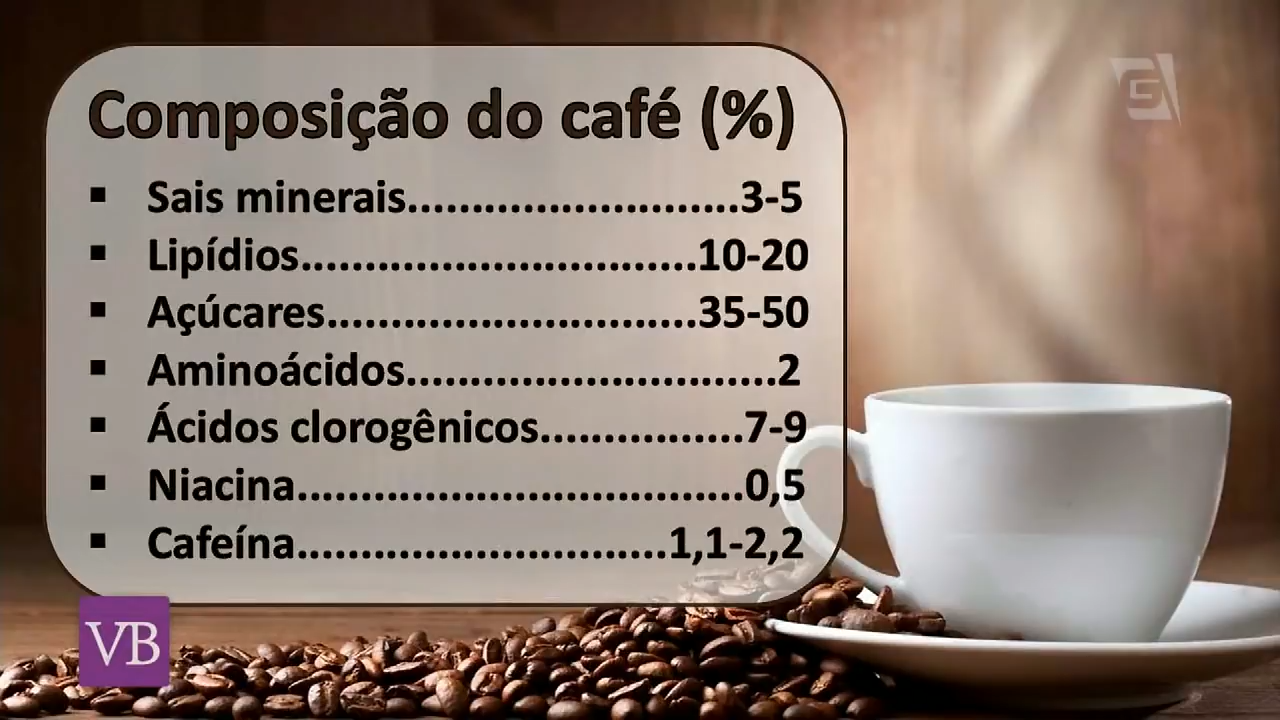 Composição do café (%)
▪ Sais minerais..........................3-5
▪ Lipídios...............................10-20
▪ Açúcares.............................35-50
▪ Aminoácidos.............................2
▪ Ácidos clorogênicos................7-9
▪ Niacina...................................0,5
▪ Cafeína.............................1,1-2,2
VB